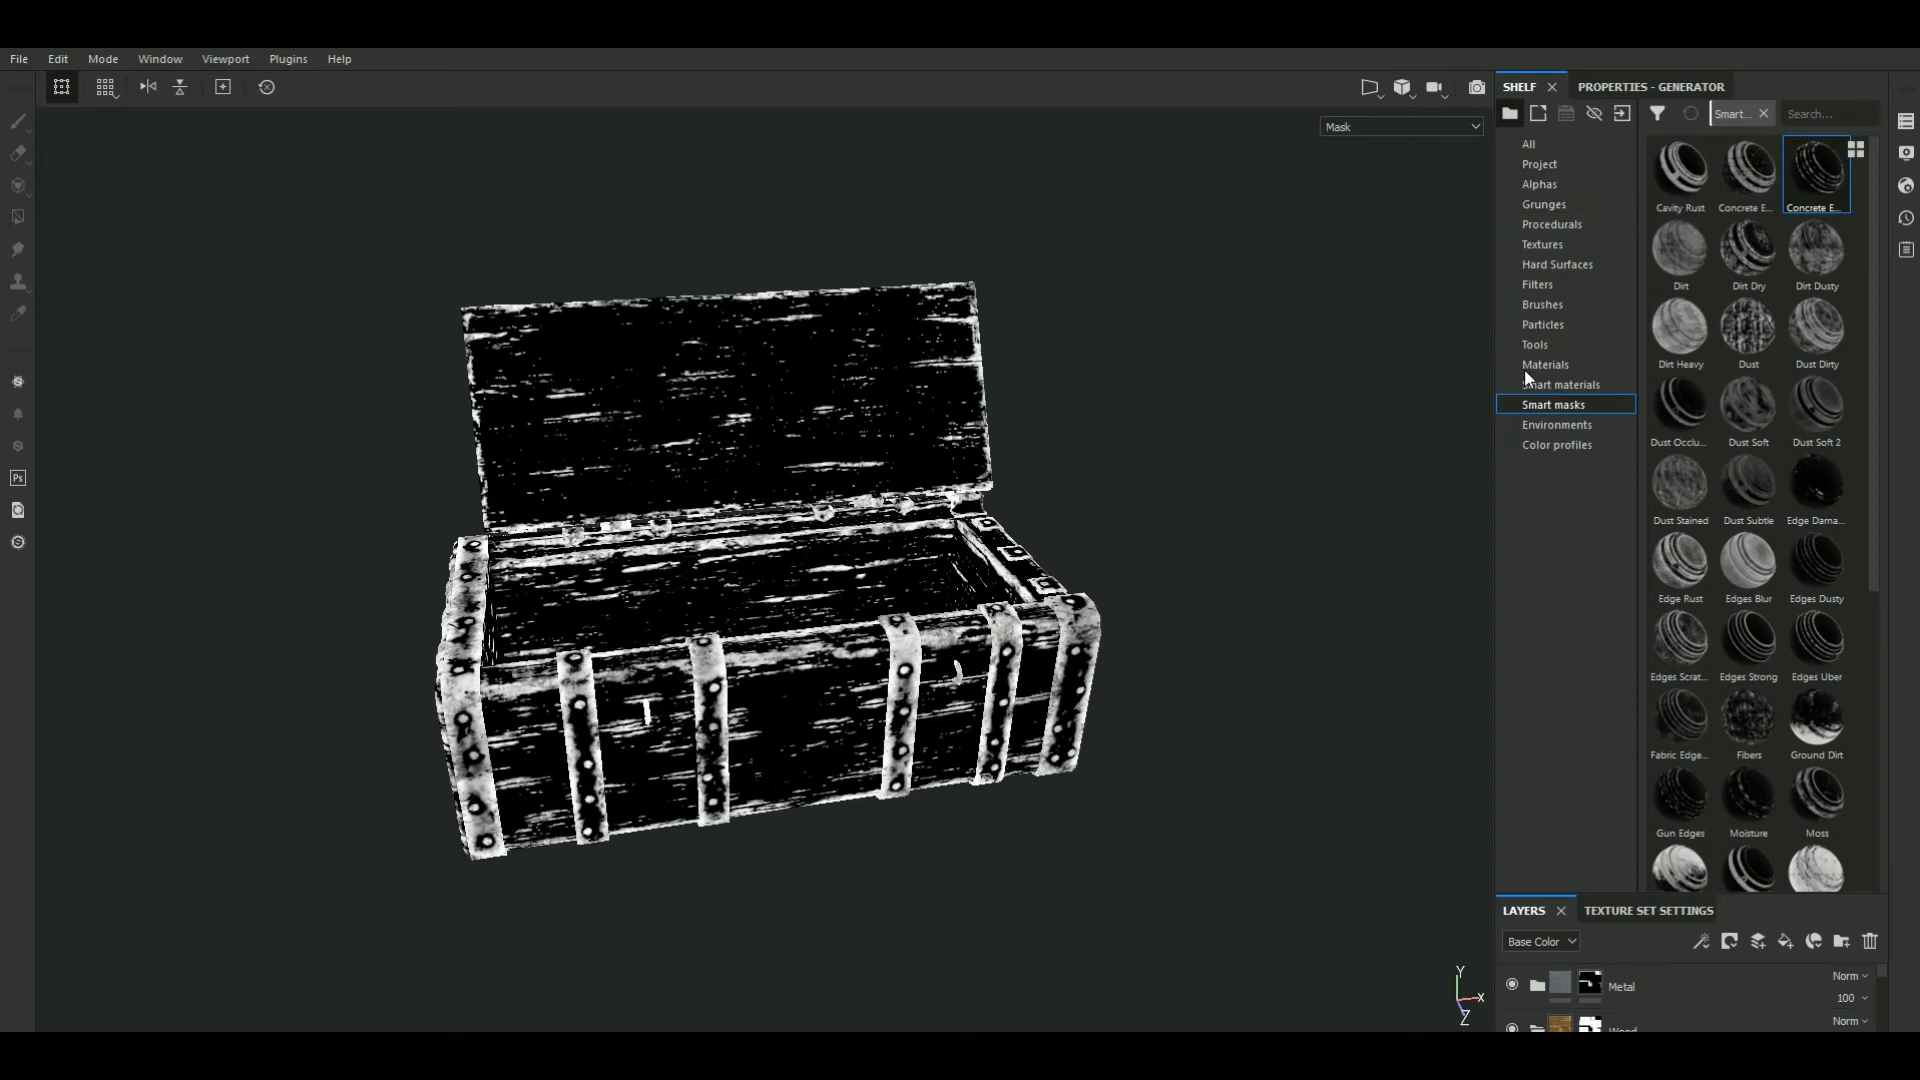 File Edit Mode Window Viewport Plugins Help
SHELF PROPERTIES - GENERATOR
Mask
Smart... Search...
All
Project
Alphas
Grunges
Procedurals
Textures
Hard Surfaces
Filters
Brushes
Particles
Tools
Materials
Smart materials
Smart masks
Environments
Color profiles
Cavity Rust Concrete E... Concrete E...
Dirt Dirt Dry Dirt Dusty
Dirt Heavy Dust Dust Dirty
Dust Occlu... Dust Soft Dust Soft 2
Dust Stained Dust Subtle Edge Dama...
Edge Rust Edges Blur Edges Dusty
Edges Scrat... Edges Strong Edges Uber
Fabric Edge... Fibers Ground Dirt
Gun Edges Moisture Moss
Ps
LAYERS TEXTURE SET SETTINGS
Base Color
Metal Norm
100
Wood Norm
Y
X
Z